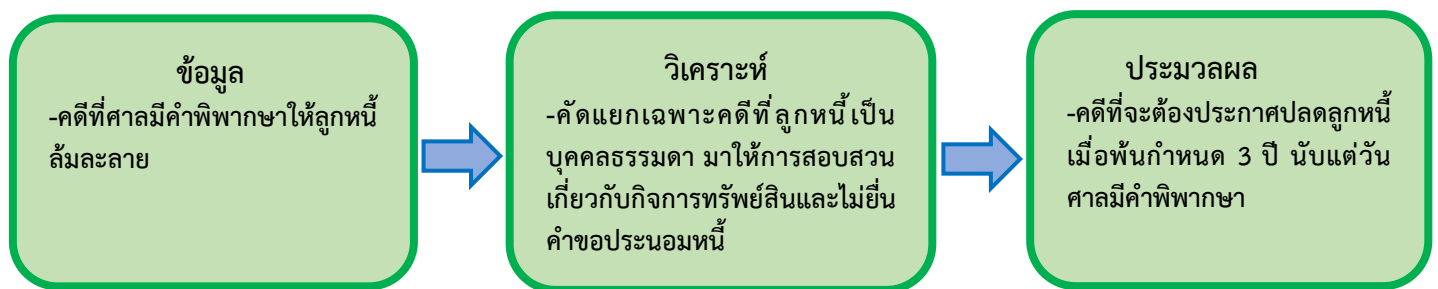 ข้อมูล
-คดีที่ศาลมีคำพิพากษาให้ลูกหนี้
ล้มละลาย
วิเคราะห์
-คัดแยกเฉพาะคดีที่ลูกหนี้เป็น
บุคคลธรรมดา มาให้การสอบสวน
เกี่ยวกับกิจการทรัพย์สินและไม่ยื่น
คำขอประนอมหนี้
ประมวลผล
-คดีที่จะต้องประกาศปลดลูกหนี้
เมื่อพ้นกำหนด 3 ปี นับแต่วัน
ศาลมีคำพิพากษา